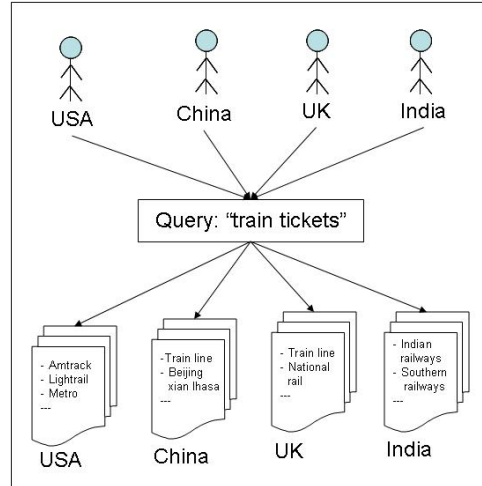 USA
China
UK
India
Query: “train tickets”
- Amtrack
- Lightrail
- Metro
---
-Train line
- Beijing
xian lhasa
---
- Train line
- National
rail
---
- Indian
railways
- Southern
railways
---
USA
China
UK
India